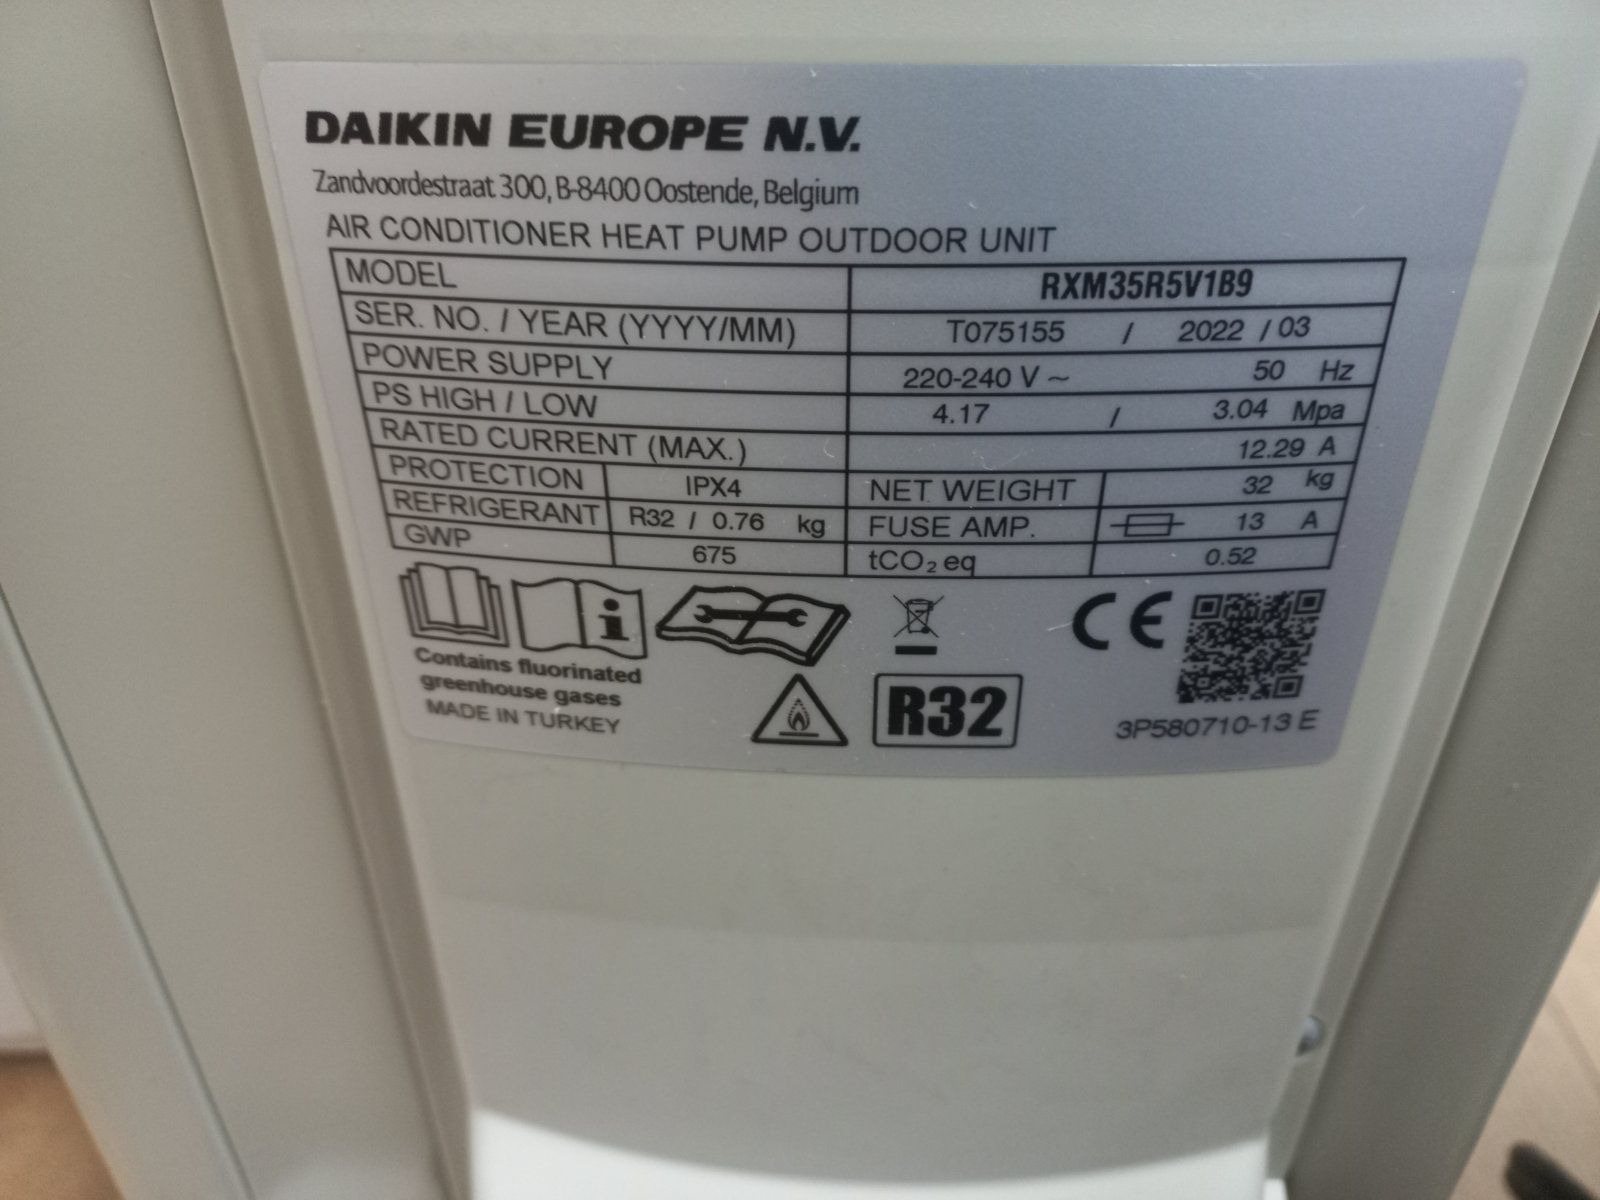 DAIKIN EUROPE N.V.
Zandvoordestraat 300, B-8400 Oostende, Belgium
AIR CONDITIONER HEAT PUMP OUTDOOR UNIT
MODEL RXM35R5V1B9
SER. NO. / YEAR (YYYY/MM) T075155 / 2022 / 03
POWER SUPPLY 220-240 V ~ 50 Hz
PS HIGH / LOW 4.17 / 3.04 Mpa
RATED CURRENT (MAX.) 12.29 A
PROTECTION IPX4 NET WEIGHT 32 kg
REFRIGERANT R32 / 0.76 kg FUSE AMP. 13 A
GWP 675 tCO₂eq 0.52
i
CE
Contains fluorinated
greenhouse gases
MADE IN TURKEY
R32
3P580710-13 E